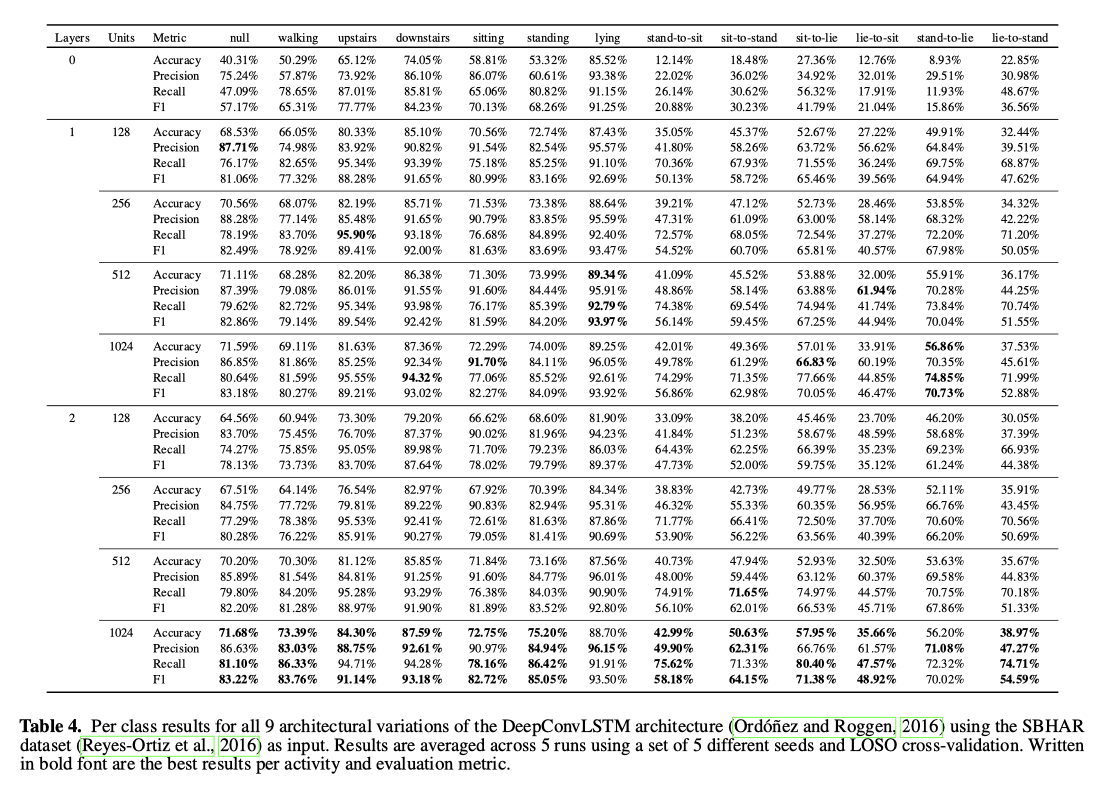 Layers Units Metric null walking upstairs downstairs sitting standing lying stand-to-sit sit-to-stand sit-to-lie lie-to-sit stand-to-lie lie-to-stand
0 Accuracy 40.31% 50.29% 65.12% 74.05% 58.81% 53.32% 85.52% 12.14% 18.48% 27.36% 12.76% 8.93% 22.85%
Precision 75.24% 57.87% 73.92% 86.10% 86.07% 60.61% 93.38% 22.02% 36.02% 34.92% 32.01% 29.51% 30.98%
Recall 47.09% 78.65% 87.01% 85.81% 65.06% 80.82% 91.15% 26.14% 30.62% 56.32% 17.91% 11.93% 48.67%
F1 57.17% 65.31% 77.77% 84.23% 70.13% 68.26% 91.25% 20.88% 30.23% 41.79% 21.04% 15.86% 36.56%
1 128 Accuracy 68.53% 66.05% 80.33% 85.10% 70.56% 72.74% 87.43% 35.05% 45.37% 52.67% 27.22% 49.91% 32.44%
Precision 87.71% 74.98% 83.92% 90.82% 91.54% 82.54% 95.57% 41.80% 58.26% 63.72% 56.62% 64.84% 39.51%
Recall 76.17% 82.65% 95.34% 93.39% 75.18% 85.25% 91.10% 70.36% 67.93% 71.55% 36.24% 69.75% 68.87%
F1 81.06% 77.32% 88.28% 91.65% 80.99% 83.16% 92.69% 50.13% 58.72% 65.46% 39.56% 64.94% 47.62%
256 Accuracy 70.56% 68.07% 82.19% 85.71% 71.53% 73.38% 88.64% 39.21% 47.12% 52.73% 28.46% 53.85% 34.32%
Precision 88.28% 77.14% 85.48% 91.65% 90.79% 83.85% 95.59% 47.31% 61.09% 63.00% 58.14% 68.32% 42.22%
Recall 78.19% 83.70% 95.90% 93.18% 76.68% 84.89% 92.40% 72.57% 68.05% 72.54% 37.27% 72.20% 71.20%
F1 82.49% 78.92% 89.41% 92.00% 81.63% 83.69% 93.47% 54.52% 60.70% 65.81% 40.57% 67.98% 50.05%
512 Accuracy 71.11% 68.28% 82.20% 86.38% 71.30% 73.99% 89.34% 41.09% 45.52% 53.88% 32.00% 55.91% 36.17%
Precision 87.39% 79.08% 86.01% 91.55% 91.60% 84.44% 95.91% 48.86% 58.14% 63.88% 61.94% 70.28% 44.25%
Recall 79.62% 82.72% 95.34% 93.98% 76.17% 85.39% 92.79% 74.38% 69.54% 74.94% 41.74% 73.84% 70.74%
F1 82.86% 79.14% 89.54% 92.42% 81.59% 84.20% 93.97% 56.14% 59.45% 67.25% 44.94% 70.04% 51.55%
1024 Accuracy 71.59% 69.11% 81.63% 87.36% 72.29% 74.00% 89.25% 42.01% 49.36% 57.01% 33.91% 56.86% 37.53%
Precision 86.85% 81.86% 85.25% 92.34% 91.70% 84.11% 96.05% 49.78% 61.29% 66.83% 60.19% 70.35% 45.61%
Recall 80.64% 81.59% 95.55% 94.32% 77.06% 85.52% 92.61% 74.29% 71.35% 77.66% 44.85% 74.85% 71.99%
F1 83.18% 80.27% 89.21% 93.02% 82.27% 84.09% 93.92% 56.86% 62.98% 70.05% 46.47% 70.73% 52.88%
2 128 Accuracy 64.56% 60.94% 73.30% 79.20% 66.62% 68.60% 81.90% 33.09% 38.20% 45.46% 23.70% 46.20% 30.05%
Precision 83.70% 75.45% 76.70% 87.37% 90.02% 81.96% 94.23% 41.84% 51.23% 58.67% 48.59% 58.68% 37.39%
Recall 74.27% 75.85% 95.05% 89.98% 71.70% 79.23% 86.03% 64.43% 62.25% 66.39% 35.23% 69.23% 66.93%
F1 78.13% 73.73% 83.70% 87.64% 78.02% 79.79% 89.37% 47.73% 52.00% 59.75% 35.12% 61.24% 44.38%
256 Accuracy 67.51% 64.14% 76.54% 82.97% 67.92% 70.39% 84.34% 38.83% 42.73% 49.77% 28.53% 52.11% 35.91%
Precision 84.75% 77.72% 79.81% 89.22% 90.83% 82.94% 95.31% 46.32% 55.33% 60.35% 56.95% 66.76% 43.45%
Recall 77.29% 78.38% 95.53% 92.41% 72.61% 81.63% 87.86% 71.77% 66.41% 72.50% 37.70% 70.60% 70.56%
F1 80.28% 76.22% 85.91% 90.27% 79.05% 81.41% 90.69% 53.90% 56.22% 63.56% 40.39% 66.20% 50.69%
512 Accuracy 70.20% 70.30% 81.12% 85.85% 71.84% 73.16% 87.56% 40.73% 47.94% 52.93% 32.50% 53.63% 35.67%
Precision 85.89% 81.54% 84.81% 91.25% 91.60% 84.77% 96.01% 48.00% 59.44% 63.12% 60.37% 69.58% 44.83%
Recall 79.80% 84.20% 95.28% 93.29% 76.38% 84.03% 90.90% 74.91% 71.65% 74.97% 44.57% 70.75% 70.18%
F1 82.20% 81.28% 88.97% 91.90% 81.89% 83.52% 92.80% 56.10% 62.01% 66.53% 45.71% 67.86% 51.33%
1024 Accuracy 71.68% 73.39% 84.30% 87.59% 72.75% 75.20% 88.70% 42.99% 50.63% 57.95% 35.66% 56.20% 38.97%
Precision 86.63% 83.03% 88.75% 92.61% 90.97% 84.94% 96.15% 49.90% 62.31% 66.76% 61.57% 71.08% 47.27%
Recall 81.10% 86.33% 94.71% 94.28% 78.16% 86.42% 91.91% 75.62% 71.33% 80.40% 47.57% 72.32% 74.71%
F1 83.22% 83.76% 91.14% 93.18% 82.72% 85.05% 93.50% 58.18% 64.15% 71.38% 48.92% 70.02% 54.59%
Table 4. Per class results for all 9 architectural variations of the DeepConvLSTM architecture (Ordóñez and Roggen, 2016) using the SBHAR
dataset (Reyes-Ortiz et al., 2016) as input. Results are averaged across 5 runs using a set of 5 different seeds and LOSO cross-validation. Written
in bold font are the best results per activity and evaluation metric.